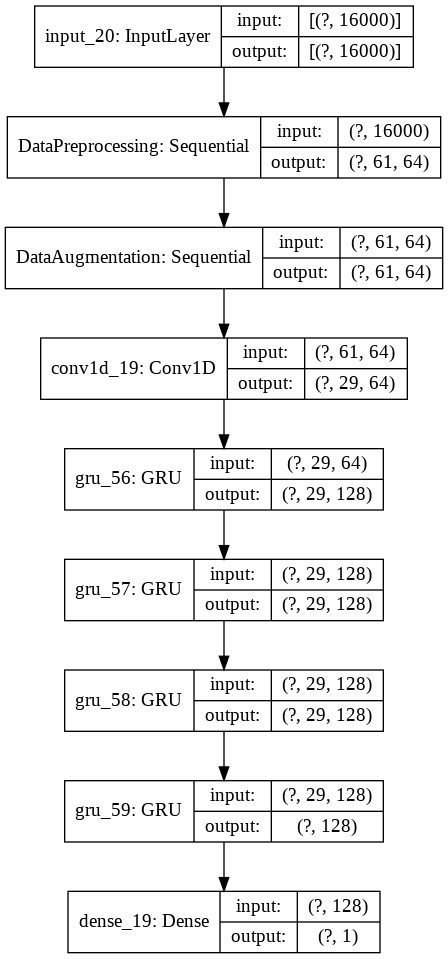 input_20: InputLayer
input: [(?, 16000)]
output: [(?, 16000)]
DataPreprocessing: Sequential
input: (?, 16000)
output: (?, 61, 64)
DataAugmentation: Sequential
input: (?, 61, 64)
output: (?, 61, 64)
conv1d_19: Conv1D
input: (?, 61, 64)
output: (?, 29, 64)
gru_56: GRU
input: (?, 29, 64)
output: (?, 29, 128)
gru_57: GRU
input: (?, 29, 128)
output: (?, 29, 128)
gru_58: GRU
input: (?, 29, 128)
output: (?, 29, 128)
gru_59: GRU
input: (?, 29, 128)
output: (?, 128)
dense_19: Dense
input: (?, 128)
output: (?, 1)